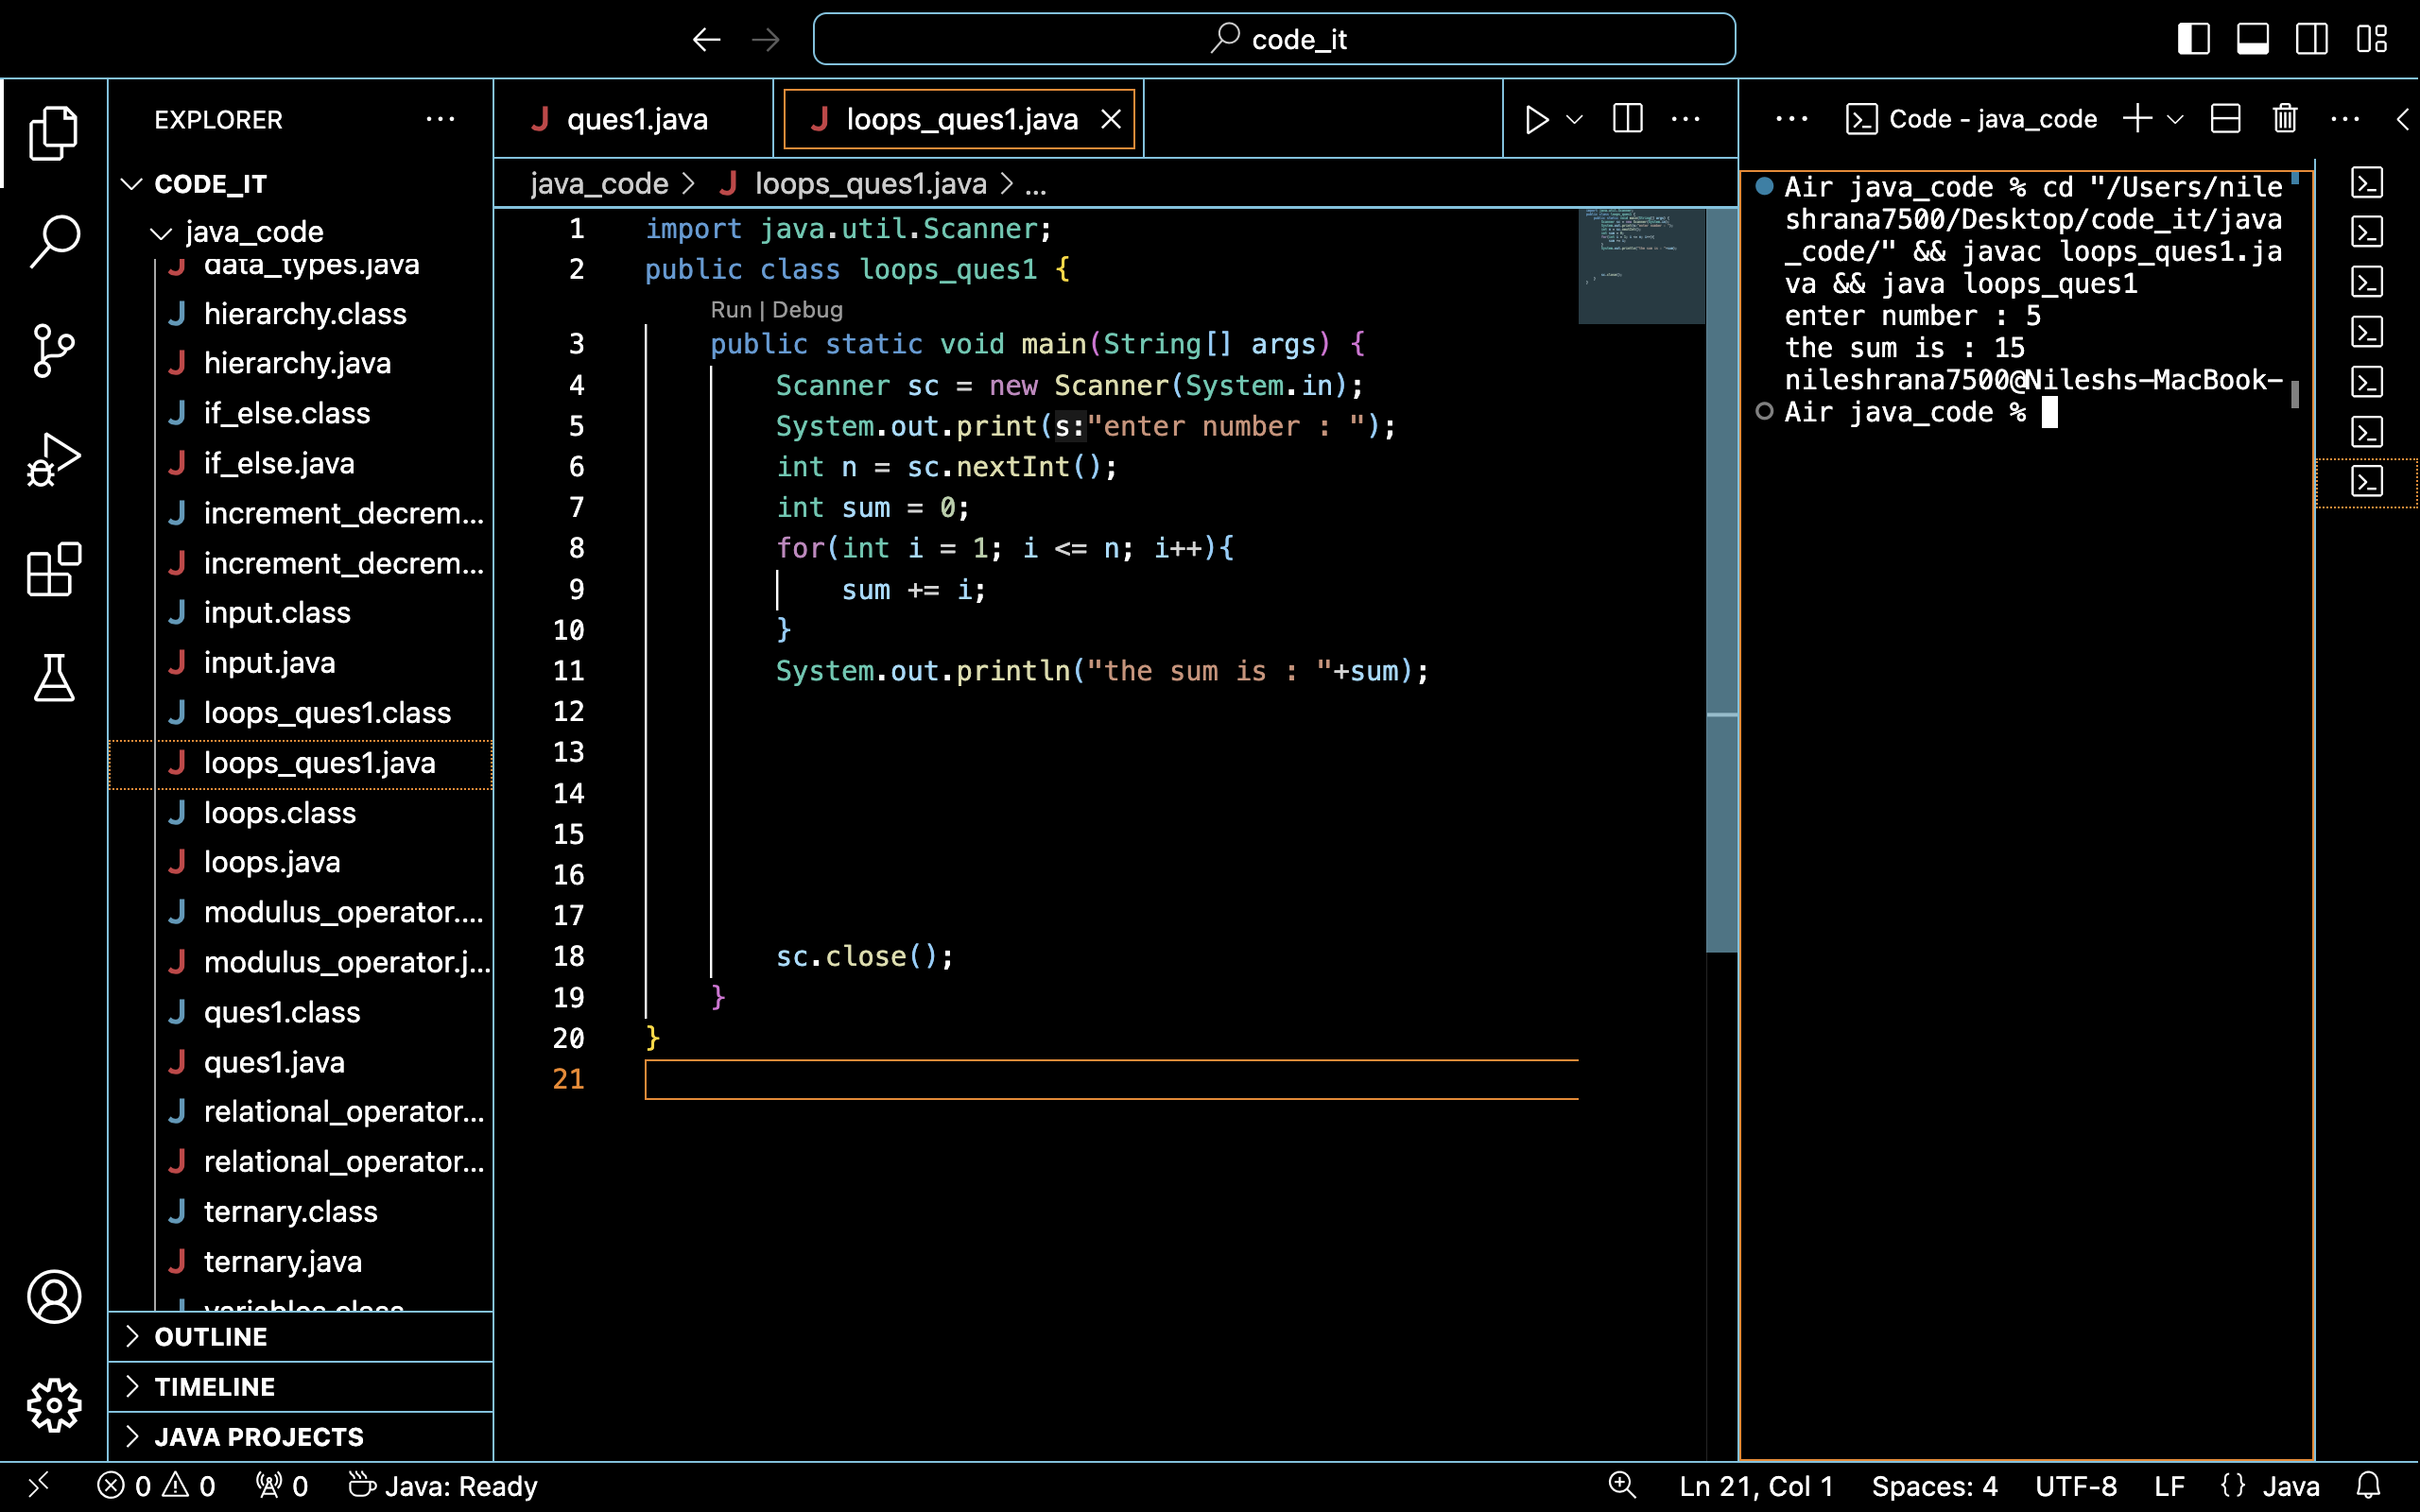 code_it
EXPLORER
CODE_IT
java_code
data_types.java
hierarchy.class
hierarchy.java
if_else.class
if_else.java
increment_decrem...
increment_decrem...
input.class
input.java
loops_ques1.class
loops_ques1.java
loops.class
loops.java
modulus_operator....
modulus_operator.j...
ques1.class
ques1.java
relational_operator...
relational_operator...
ternary.class
ternary.java
variables.class
OUTLINE
TIMELINE
JAVA PROJECTS
ques1.java
loops_ques1.java
java_code > loops_ques1.java > ...
1 import java.util.Scanner;
2 public class loops_ques1 {
Run | Debug
3 public static void main(String[] args) {
4 Scanner sc = new Scanner(System.in);
5 System.out.print(s:"enter number : ");
6 int n = sc.nextInt();
7 int sum = 0;
8 for(int i = 1; i <= n; i++){
9 sum += i;
10 }
11 System.out.println("the sum is : "+sum);
12
13
14
15
16
17
18 sc.close();
19 }
20 }
21
Code - java_code
Air java_code % cd "/Users/nile
shrana7500/Desktop/code_it/java
_code/" && javac loops_ques1.ja
va && java loops_ques1
enter number : 5
the sum is : 15
nileshrana7500@Nileshs-MacBook-
Air java_code %
0 0 0 Java: Ready
Ln 21, Col 1 Spaces: 4 UTF-8 LF {} Java